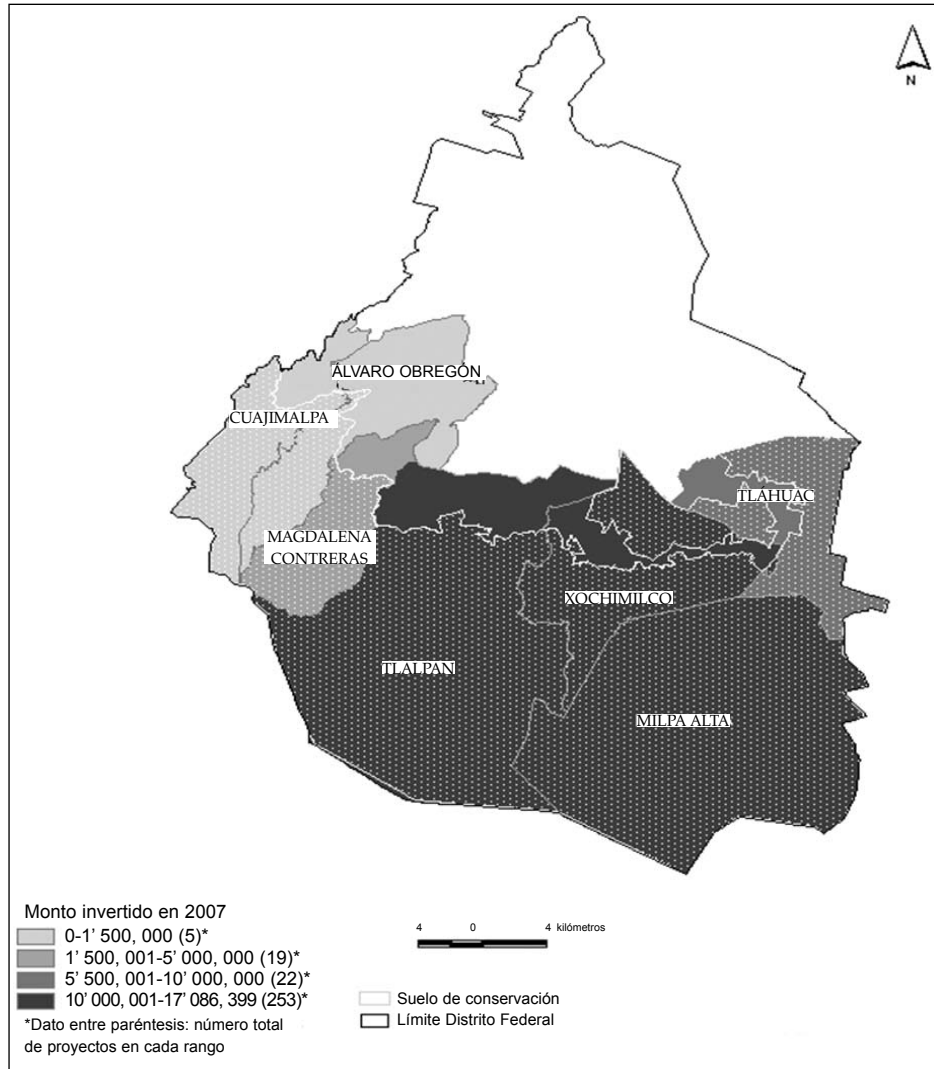 N
ÁLVARO OBREGÓN
CUAJIMALPA
TLAHUAC
MAGDALENA
CONTRERAS
XOCHIMILCO
TLALPAN
MILPA ALTA
Monto invertido en 2007
0-1' 500, 000 (5)*
1' 500, 001-5' 000, 000 (19)*
5' 500, 001-10' 000, 000 (22)*
10' 000, 001-17' 086, 399 (253)*
*Dato entre paréntesis: número total
de proyectos en cada rango
4 0 4 kilómetros
Suelo de conservación
Límite Distrito Federal